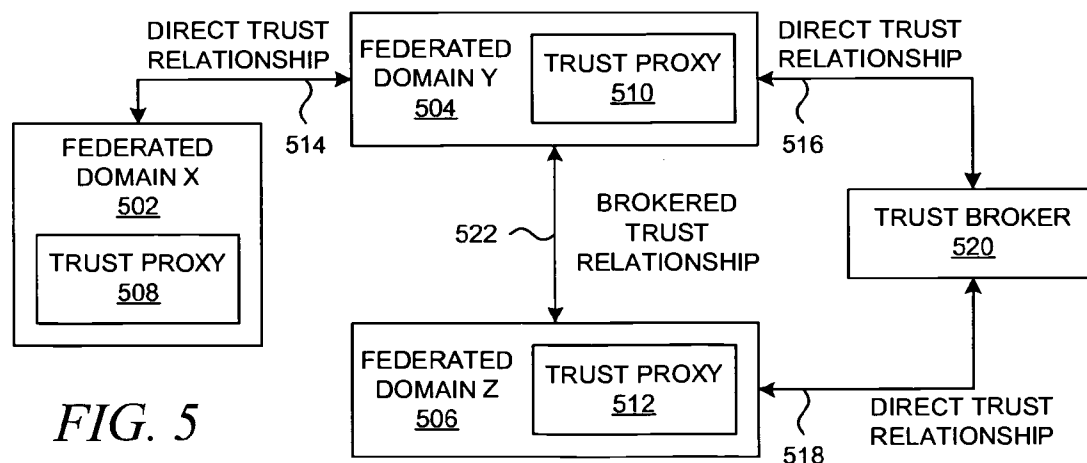 DIRECT TRUST
RELATIONSHIP
514
FEDERATED
DOMAIN X
502
TRUST PROXY
508
FEDERATED
DOMAIN Y
504
TRUST PROXY
510
DIRECT TRUST
RELATIONSHIP
516
522
BROKERED
TRUST
RELATIONSHIP
TRUST BROKER
520
FEDERATED
DOMAIN Z
506
TRUST PROXY
512
DIRECT TRUST
RELATIONSHIP
518
FIG. 5